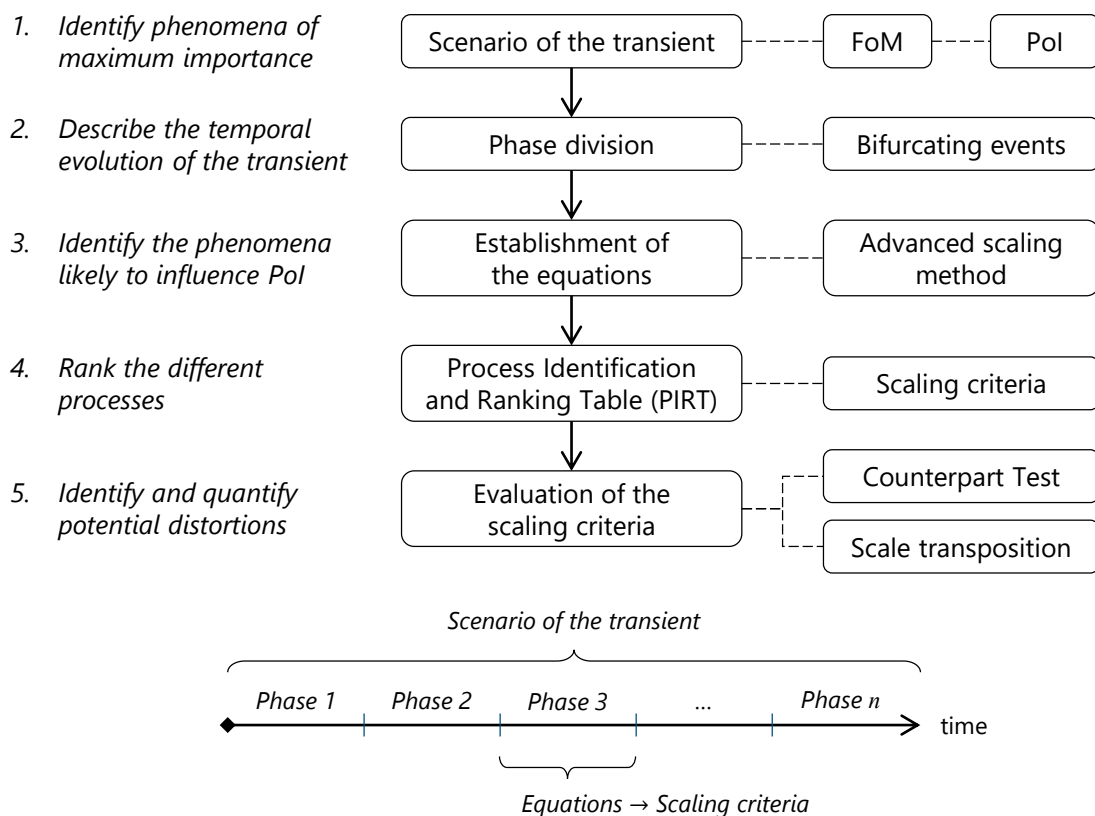 1. Identify phenomena of
maximum importance
Scenario of the transient
FoM
PoI
2. Describe the temporal
evolution of the transient
Phase division
Bifurcating events
3. Identify the phenomena
likely to influence PoI
Establishment of
the equations
Advanced scaling
method
4. Rank the different
processes
Process Identification
and Ranking Table (PIRT)
Scaling criteria
5. Identify and quantify
potential distortions
Evaluation of the
scaling criteria
Counterpart Test
Scale transposition
Scenario of the transient
Phase 1
Phase 2
Phase 3
...
Phase n
time
Equations → Scaling criteria